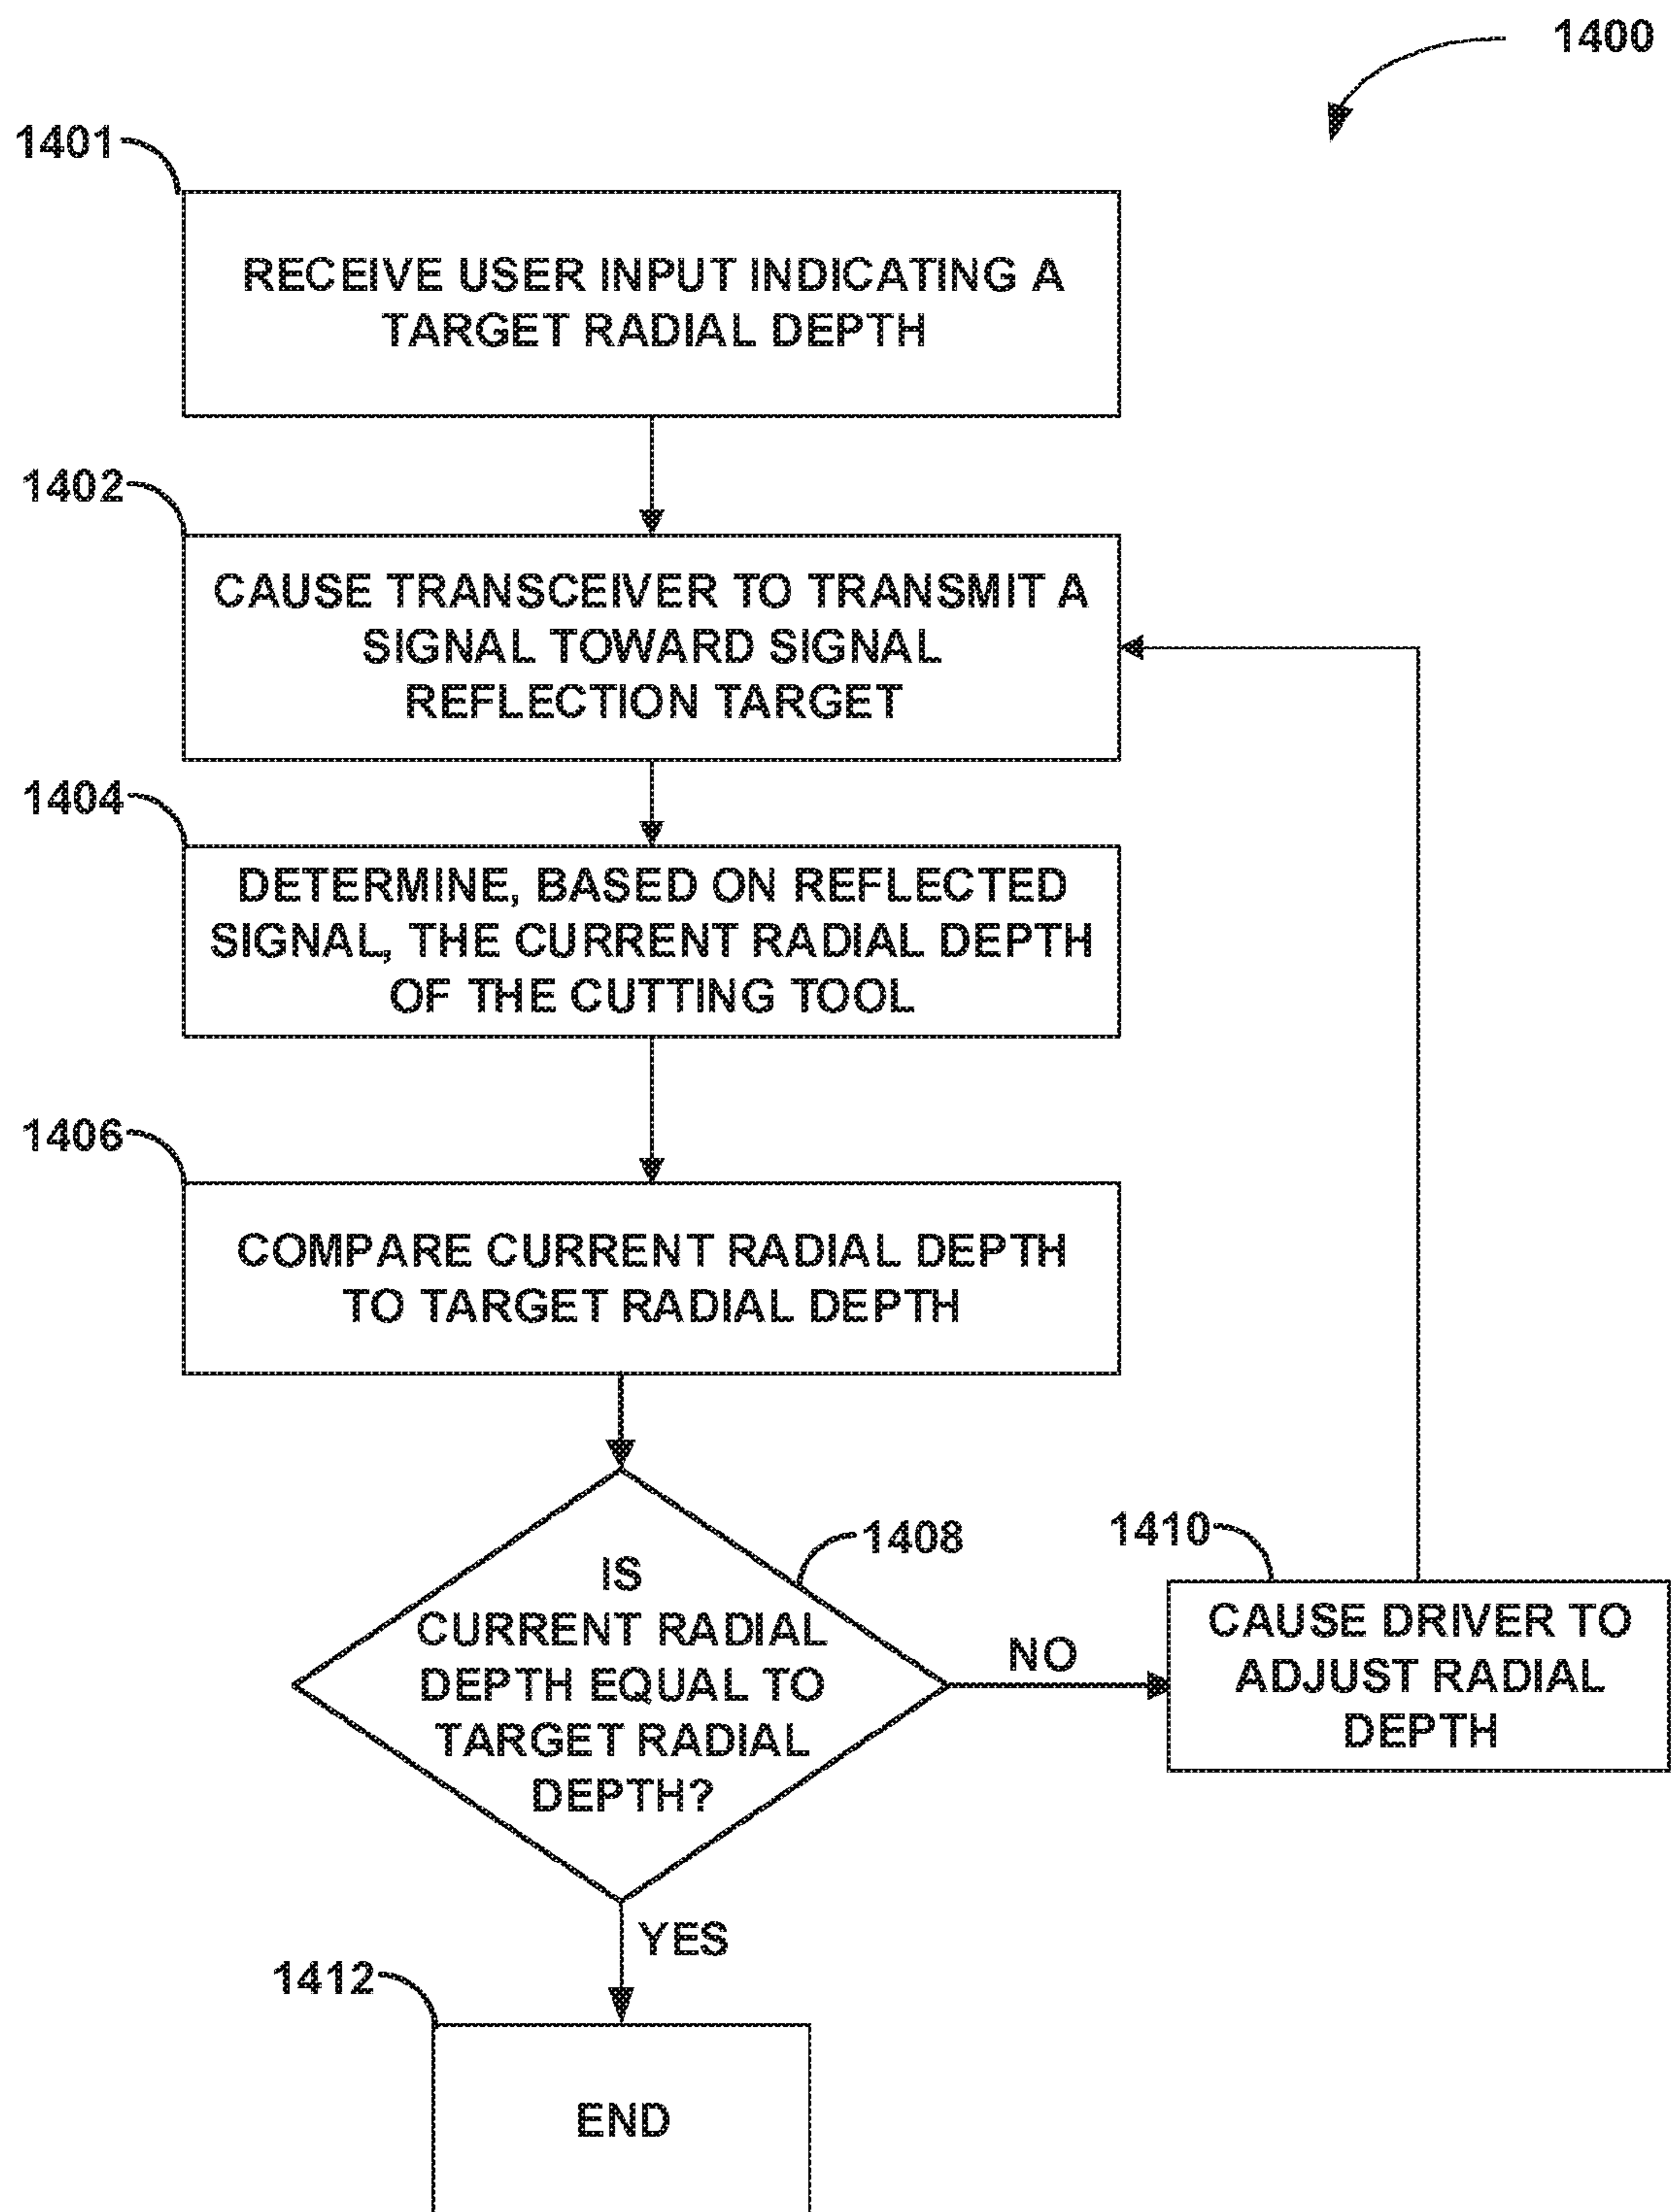 1400
1401
RECEIVE USER INPUT INDICATING A
TARGET RADIAL DEPTH
1402
CAUSE TRANSCEIVER TO TRANSMIT A
SIGNAL TOWARD SIGNAL
REFLECTION TARGET
1404
DETERMINE, BASED ON REFLECTED
SIGNAL, THE CURRENT RADIAL DEPTH
OF THE CUTTING TOOL
1406
COMPARE CURRENT RADIAL DEPTH
TO TARGET RADIAL DEPTH
1408
IS
CURRENT RADIAL
DEPTH EQUAL TO
TARGET RADIAL
DEPTH?
NO
1410
CAUSE DRIVER TO
ADJUST RADIAL
DEPTH
YES
1412
END